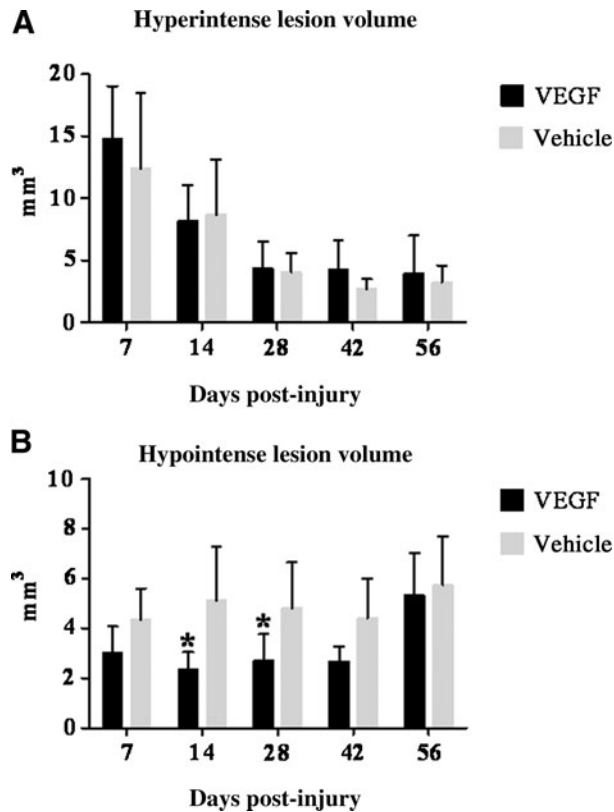 A
Hyperintense lesion volume
20
15
10
5
0
mm³
7 14 28 42 56
Days post-injury
VEGF
Vehicle
B
Hypointense lesion volume
10
8
6
4
2
0
mm³
* *
7 14 28 42 56
Days post-injury
VEGF
Vehicle